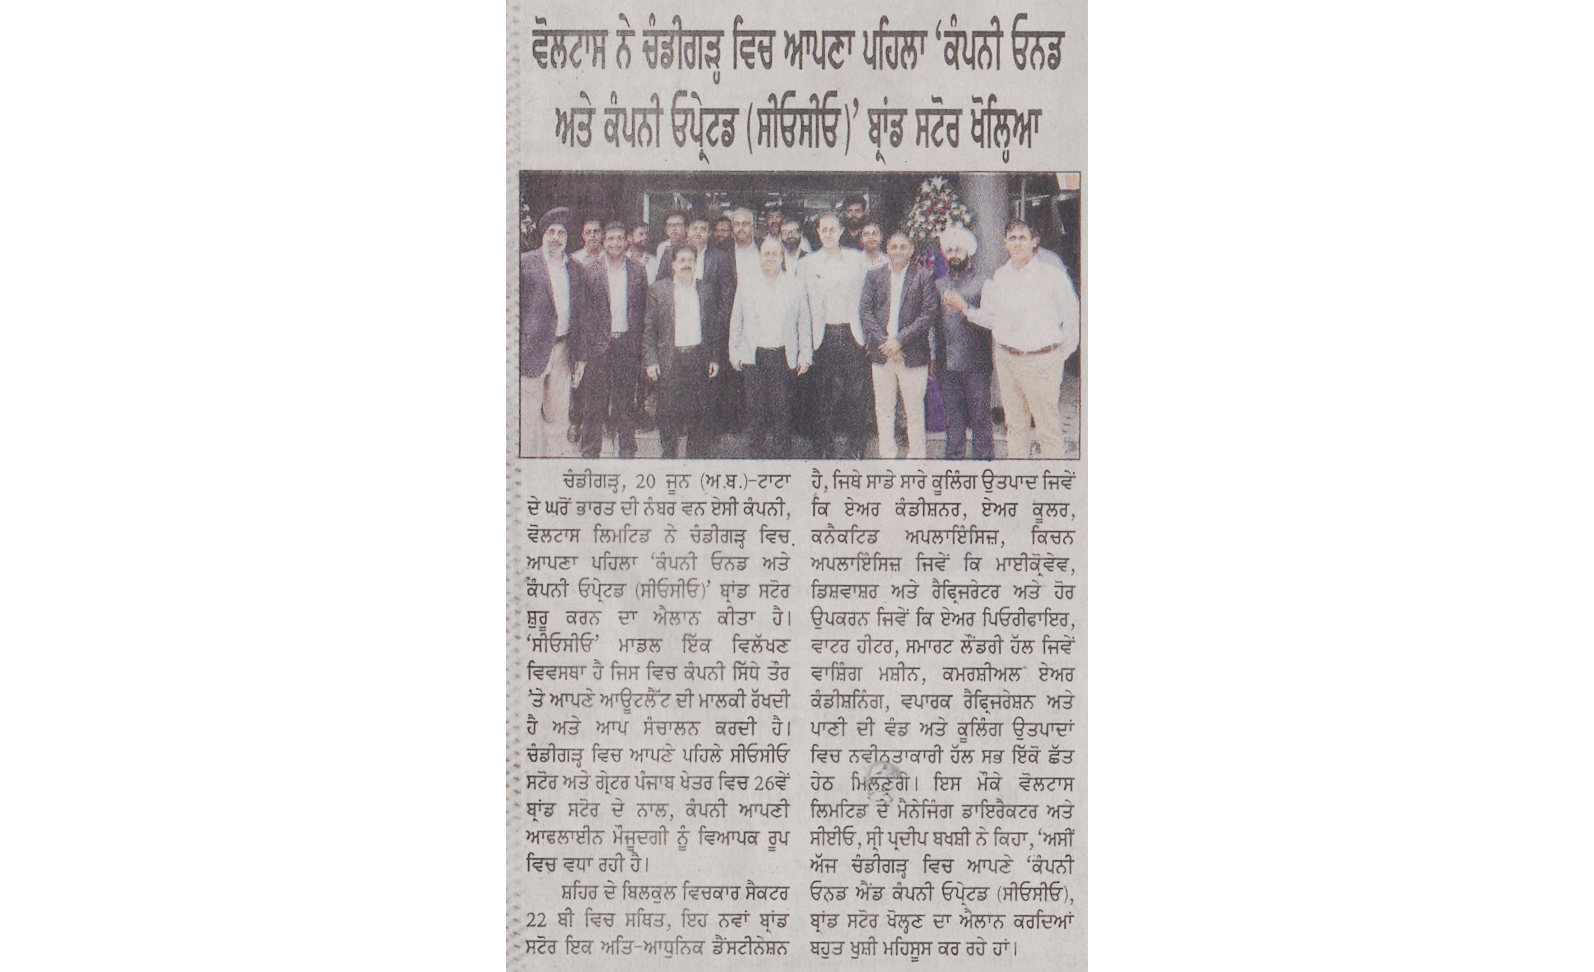 ਵੋਲਟਾਸ ਨੇ ਚੰਡੀਗੜ੍ਹ ਵਿਚ ਆਪਣਾ ਪਹਿਲਾ ‘ਕੰਪਨੀ ਓਨਡ
ਅਤੇ ਕੰਪਨੀ ਓਪ੍ਰੇਟਡ (ਸੀਓਸੀਓ)’ ਬ੍ਰਾਂਡ ਸਟੋਰ ਖੋਲ੍ਹਿਆ
ਚੰਡੀਗੜ੍ਹ, 20 ਜੂਨ (ਅ.ਬ.)-ਟਾਟਾ
ਦੇ ਘਰੋਂ ਭਾਰਤ ਦੀ ਨੰਬਰ ਵਨ ਏਸੀ ਕੰਪਨੀ,
ਵੋਲਟਾਸ ਲਿਮਟਿਡ ਨੇ ਚੰਡੀਗੜ੍ਹ ਵਿਚ
ਆਪਣਾ ਪਹਿਲਾ ‘ਕੰਪਨੀ ਓਨਡ ਅਤੇ
ਕੰਪਨੀ ਓਪ੍ਰੇਟਡ (ਸੀਓਸੀਓ)’ ਬ੍ਰਾਂਡ ਸਟੋਰ
ਸ਼ੁਰੂ ਕਰਨ ਦਾ ਐਲਾਨ ਕੀਤਾ ਹੈ।
‘ਸੀਓਸੀਓ’ ਮਾਡਲ ਇੱਕ ਵਿਲੱਖਣ
ਵਿਵਸਥਾ ਹੈ ਜਿਸ ਵਿਚ ਕੰਪਨੀ ਸਿੱਧੇ ਤੌਰ
’ਤੇ ਆਪਣੇ ਆਊਟਲੈੱਟ ਦੀ ਮਾਲਕੀ ਰੱਖਦੀ
ਹੈ ਅਤੇ ਆਪ ਸੰਚਾਲਨ ਕਰਦੀ ਹੈ।
ਚੰਡੀਗੜ੍ਹ ਵਿਚ ਆਪਣੇ ਪਹਿਲੇ ਸੀਓਸੀਓ
ਸਟੋਰ ਅਤੇ ਗ੍ਰੇਟਰ ਪੰਜਾਬ ਖੇਤਰ ਵਿਚ 26ਵੇਂ
ਬ੍ਰਾਂਡ ਸਟੋਰ ਦੇ ਨਾਲ, ਕੰਪਨੀ ਆਪਣੀ
ਆਫਲਾਈਨ ਮੌਜੂਦਗੀ ਨੂੰ ਵਿਆਪਕ ਰੂਪ
ਵਿਚ ਵਧਾ ਰਹੀ ਹੈ।
ਸ਼ਹਿਰ ਦੇ ਬਿਲਕੁਲ ਵਿਚਕਾਰ ਸੈਕਟਰ
22 ਬੀ ਵਿਚ ਸਥਿਤ, ਇਹ ਨਵਾਂ ਬ੍ਰਾਂਡ
ਸਟੋਰ ਇਕ ਅਤਿ-ਆਧੁਨਿਕ ਡੈਂਸਟੀਨੇਸ਼ਨ
ਹੈ, ਜਿਥੇ ਸਾਡੇ ਸਾਰੇ ਕੂਲਿੰਗ ਉਤਪਾਦ ਜਿਵੇਂ
ਕਿ ਏਅਰ ਕੰਡੀਸ਼ਨਰ, ਏਅਰ ਕੂਲਰ,
ਕਨੈਕਟਿਡ ਅਪਲਾਇੰਸਿਜ਼, ਕਿਚਨ
ਅਪਲਾਇੰਸਿਜ਼ ਜਿਵੇਂ ਕਿ ਮਾਈਕ੍ਰੋਵੇਵ,
ਡਿਸ਼ਵਾਸ਼ਰ ਅਤੇ ਰੈਫ੍ਰਿਜਰੇਟਰ ਅਤੇ ਹੋਰ
ਉਪਕਰਨ ਜਿਵੇਂ ਕਿ ਏਅਰ ਪਿਓਰੀਫਾਇਰ,
ਵਾਟਰ ਹੀਟਰ, ਸਮਾਰਟ ਲੌਂਡਰੀ ਹੱਲ ਜਿਵੇਂ
ਵਾਸ਼ਿੰਗ ਮਸ਼ੀਨ, ਕਮਰਸ਼ੀਅਲ ਏਅਰ
ਕੰਡੀਸ਼ਨਿੰਗ, ਵਪਾਰਕ ਰੈਫ੍ਰਿਜਰੇਸ਼ਨ ਅਤੇ
ਪਾਣੀ ਦੀ ਵੰਡ ਅਤੇ ਕੂਲਿੰਗ ਉਤਪਾਦਾਂ
ਵਿਚ ਨਵੀਨਤਾਕਾਰੀ ਹੱਲ ਸਭ ਇੱਕੋ ਛੱਤ
ਹੇਠ ਮਿਲਣਗੇ। ਇਸ ਮੌਕੇ ਵੋਲਟਾਸ
ਲਿਮਟਿਡ ਦੇ ਮੈਨੇਜਿੰਗ ਡਾਇਰੈਕਟਰ ਅਤੇ
ਸੀਈਓ, ਸ੍ਰੀ ਪ੍ਰਦੀਪ ਬਖਸ਼ੀ ਨੇ ਕਿਹਾ, ‘ਅਸੀਂ
ਅੱਜ ਚੰਡੀਗੜ੍ਹ ਵਿਚ ਆਪਣੇ ‘ਕੰਪਨੀ
ਓਨਡ ਐਂਡ ਕੰਪਨੀ ਓਪ੍ਰੇਟਡ (ਸੀਓਸੀਓ),
ਬ੍ਰਾਂਡ ਸਟੋਰ ਖੋਲ੍ਹਣ ਦਾ ਐਲਾਨ ਕਰਦਿਆਂ
ਬਹੁਤ ਖੁਸ਼ੀ ਮਹਿਸੂਸ ਕਰ ਰਹੇ ਹਾਂ।